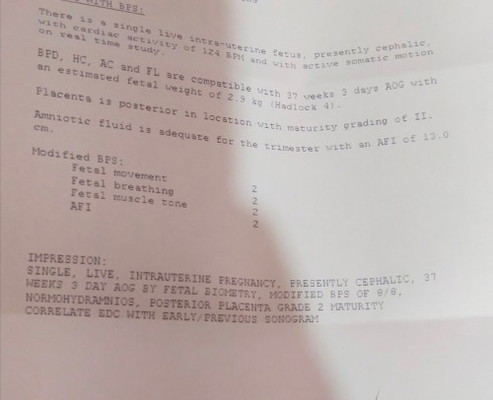 WITH BPS:
There is a single live intra-uterine fetus, presently cephalic,
with cardiac activity of 124 BPM and with active somatic motion
on real time study.
BPD, HC, AC and FL are compatible with 37 weeks 3 days AOG with
an estimated fetal weight of 2.9 kg (Hadlock 4).
Placenta is posterior in location with maturity grading of II.
Amniotic fluid is adequate for the trimester with an AFI of 13.0
cm.
Modified BPS:
Fetal movement 2
Fetal breathing 2
Fetal muscle tone 2
AFI 2
IMPRESSION:
SINGLE, LIVE, INTRAUTERINE PREGNANCY, PRESENTLY CEPHALIC, 37
WEEKS 3 DAY AOG BY FETAL BIOMETRY, MODIFIED BPS OF 8/8,
NORMOHYDRAMNIOS, POSTERIOR PLACENTA GRADE 2 MATURITY
CORRELATE EDC WITH EARLY/PREVIOUS SONOGRAM